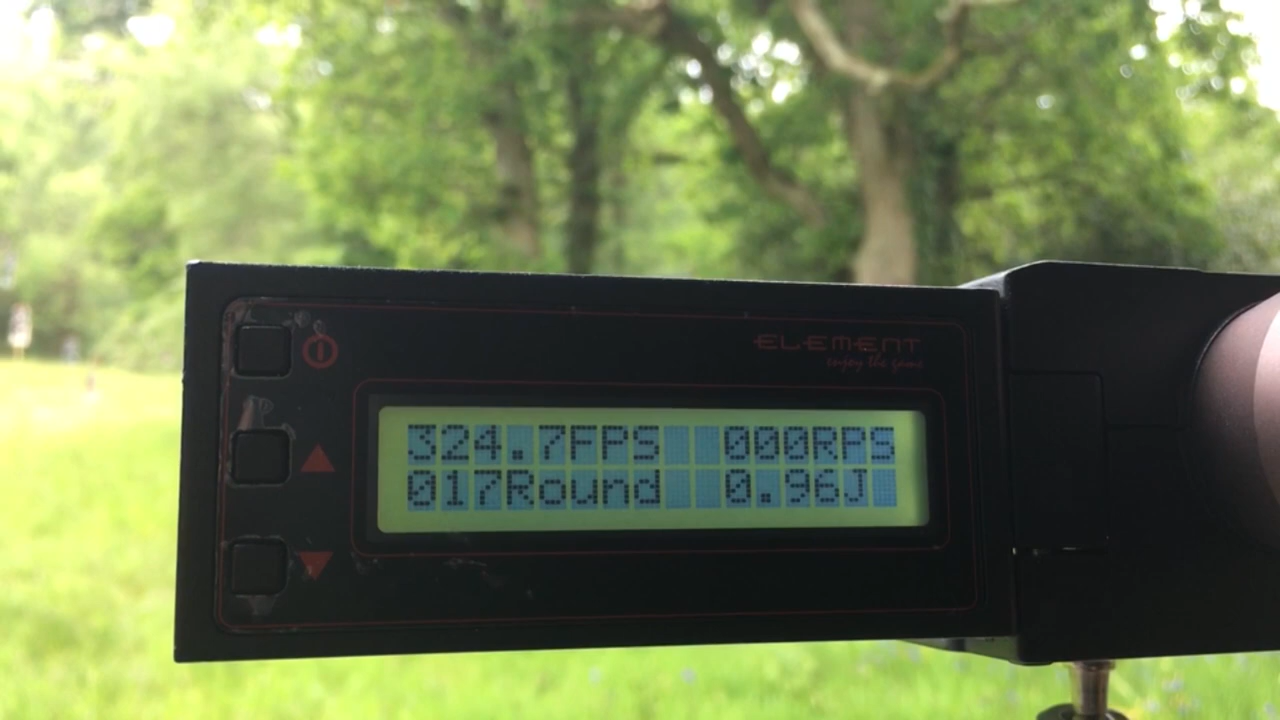 ELEMENT
enjoy the game
324.7FPS 000RPS
017Round 0.96J